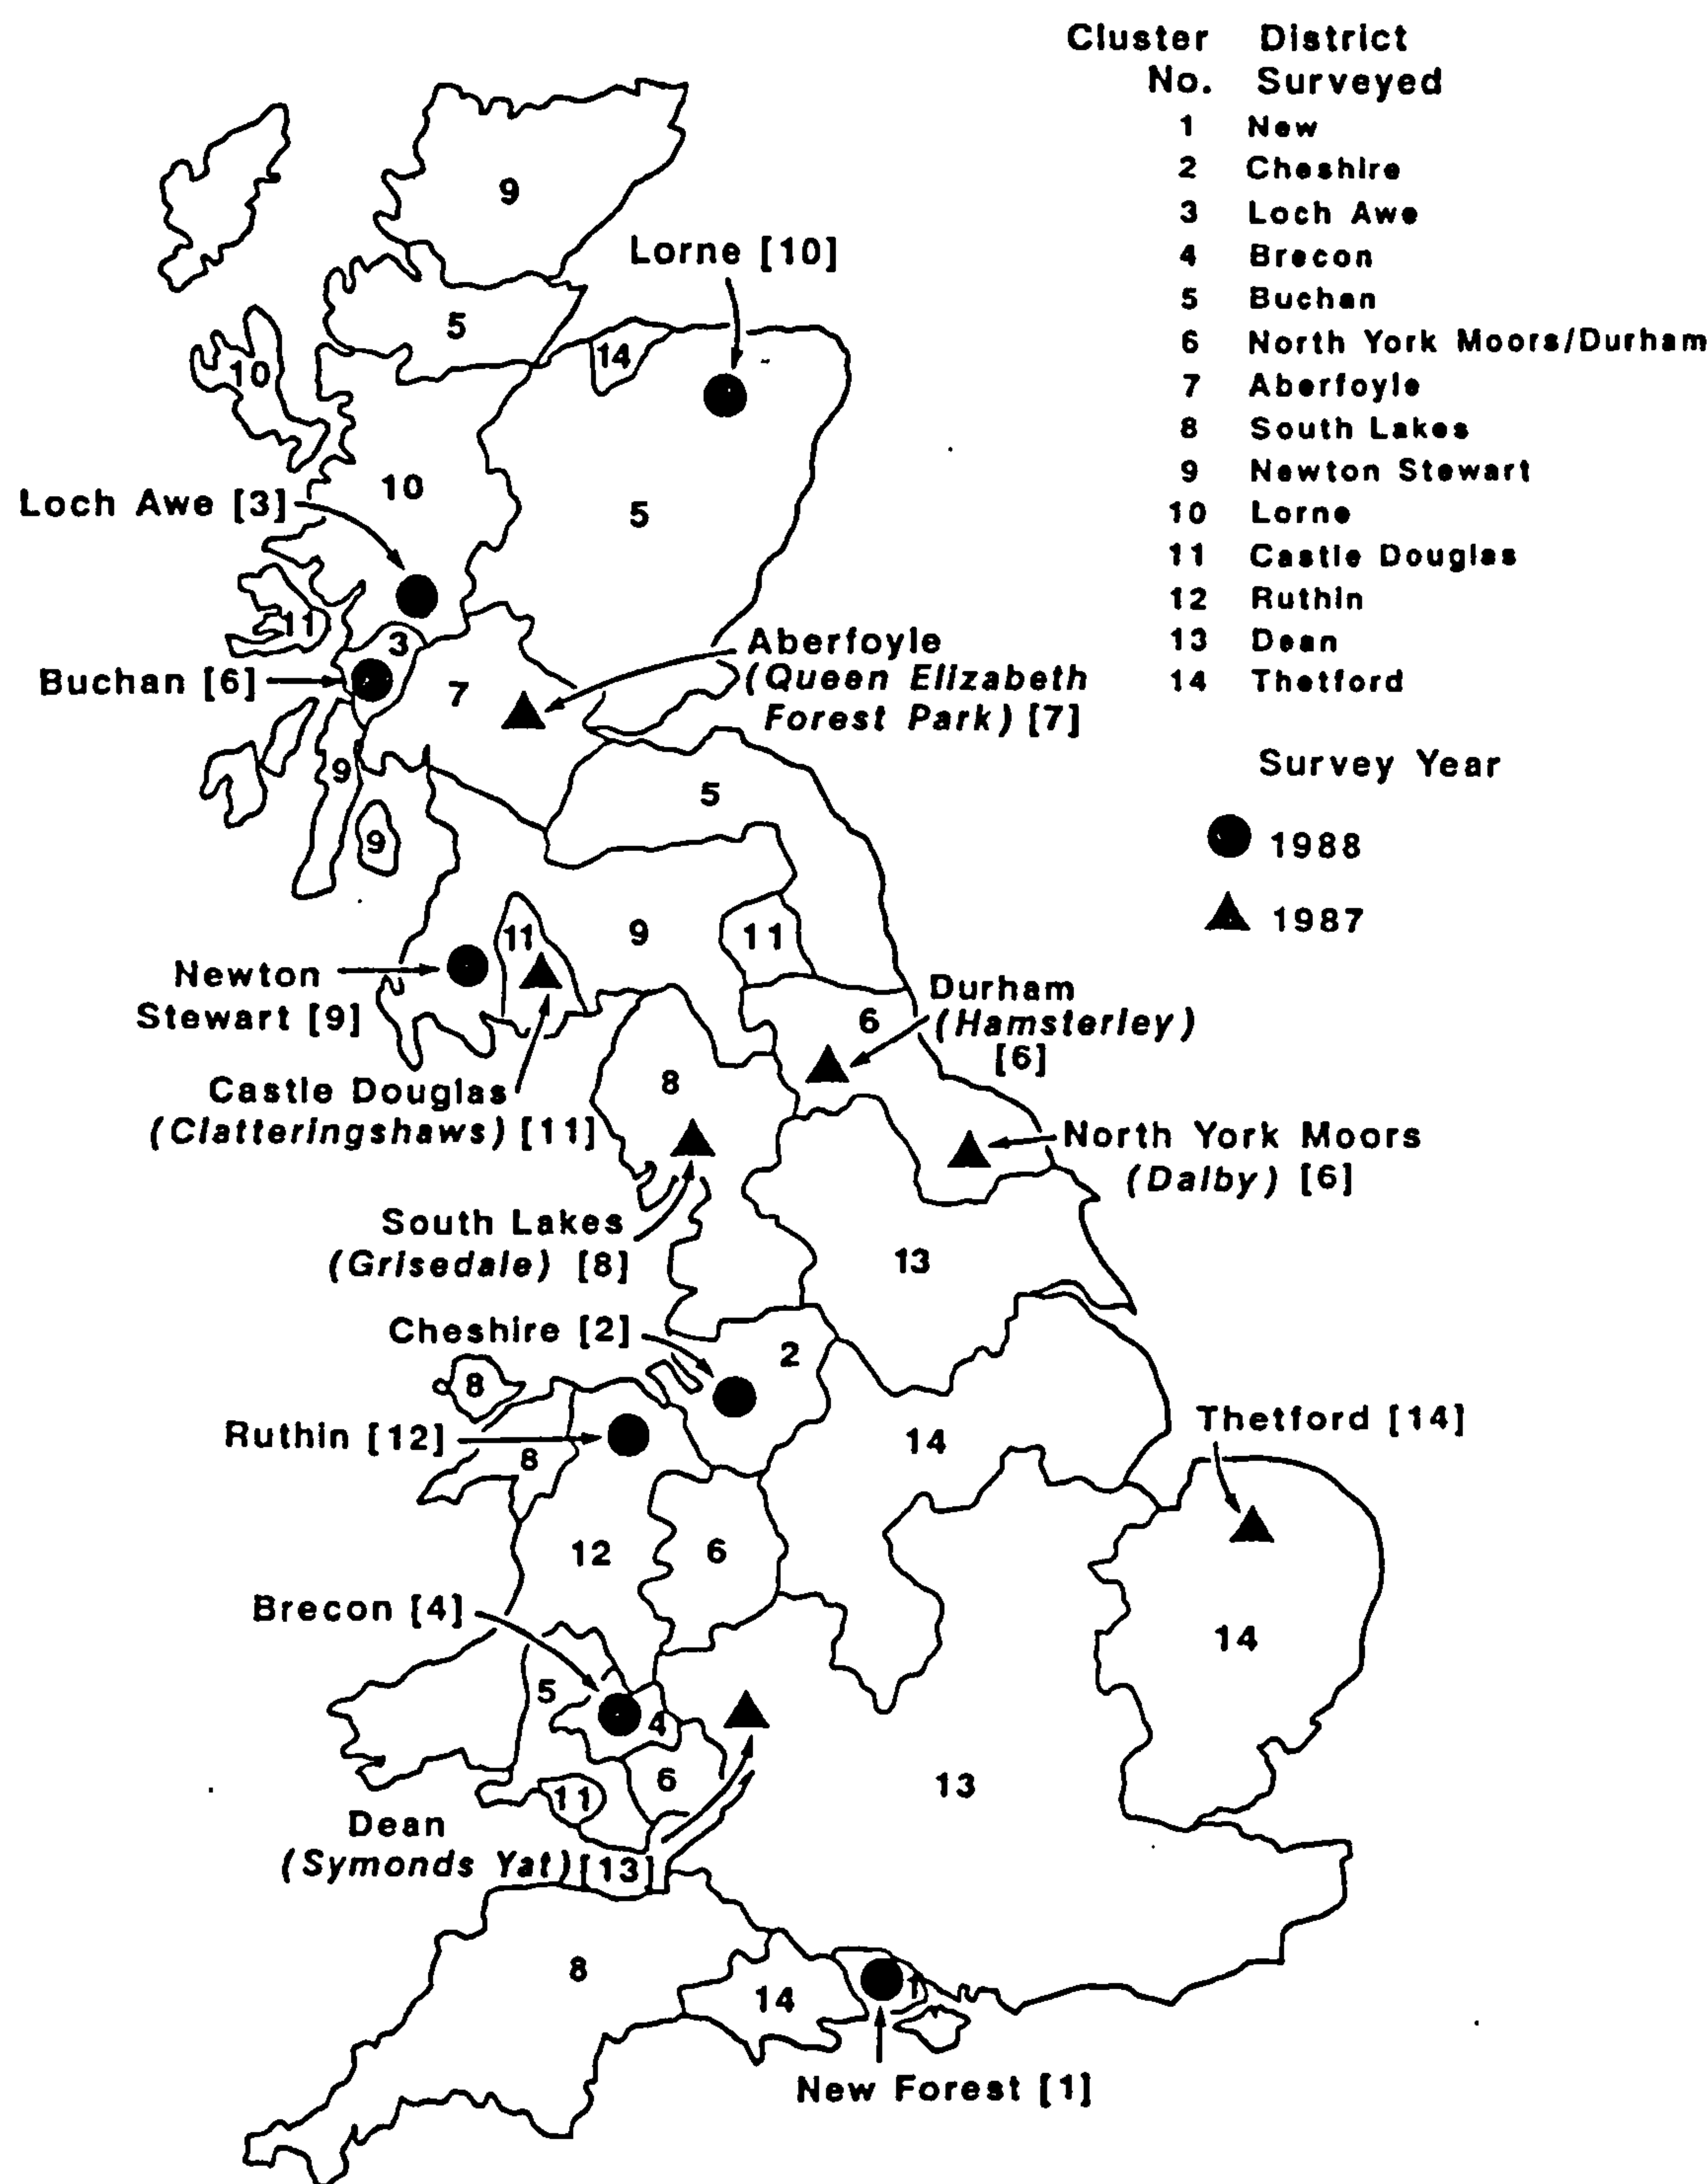 Cluster District
No. Surveyed
1 New
2 Cheshire
3 Loch Awe
4 Brecon
5 Buchan
6 North York Moors/Durham
7 Aberfoyle
8 South Lakes
9 Newton Stewart
10 Lorne
11 Castle Douglas
12 Ruthin
13 Dean
14 Thetford
Survey Year
1988
1987
9
Lorne [10]
5
14
10
10
5
Loch Awe [3]
11
3
Buchan [6]
7
Aberfoyle
(Queen Elizabeth
Forest Park) [7]
9
5
9
11
9
11
Newton
Stewart [9]
Durham
(Hamsterley)
[6]
6
8
Castle Douglas
(Clatteringshaws) [11]
North York Moors
(Dalby) [6]
South Lakes
(Grisedale) [8]
13
Cheshire [2]
2
8
Ruthin [12]
8
14
Thetford [14]
12
6
Brecon [4]
14
5
4
6
13
11
Dean
(Symonds Yat) [13]
8
14
1
New Forest [1]